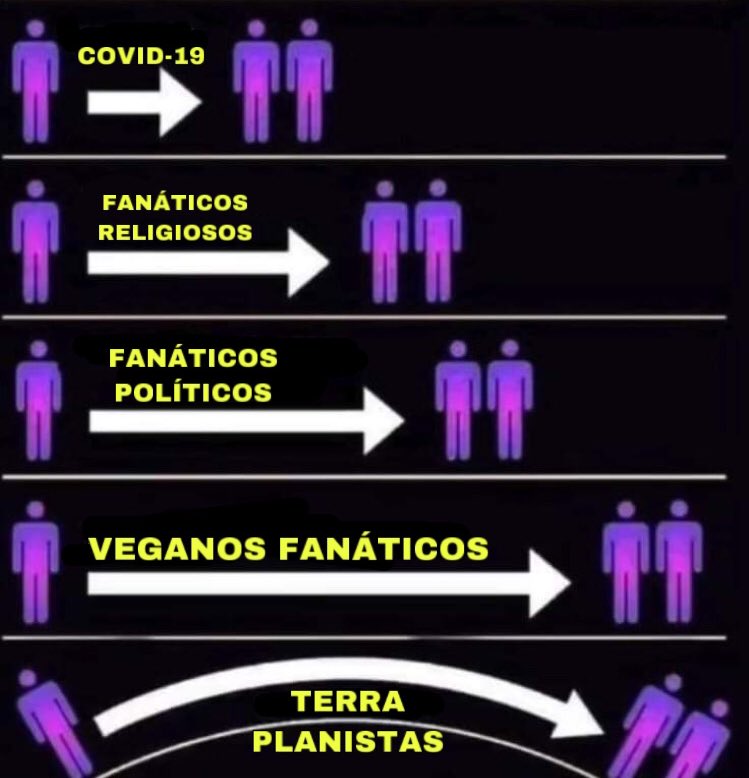 COVID-19
FANÁTICOS
RELIGIOSOS
FANÁTICOS
POLÍTICOS
VEGANOS FANÁTICOS
TERRA
PLANISTAS